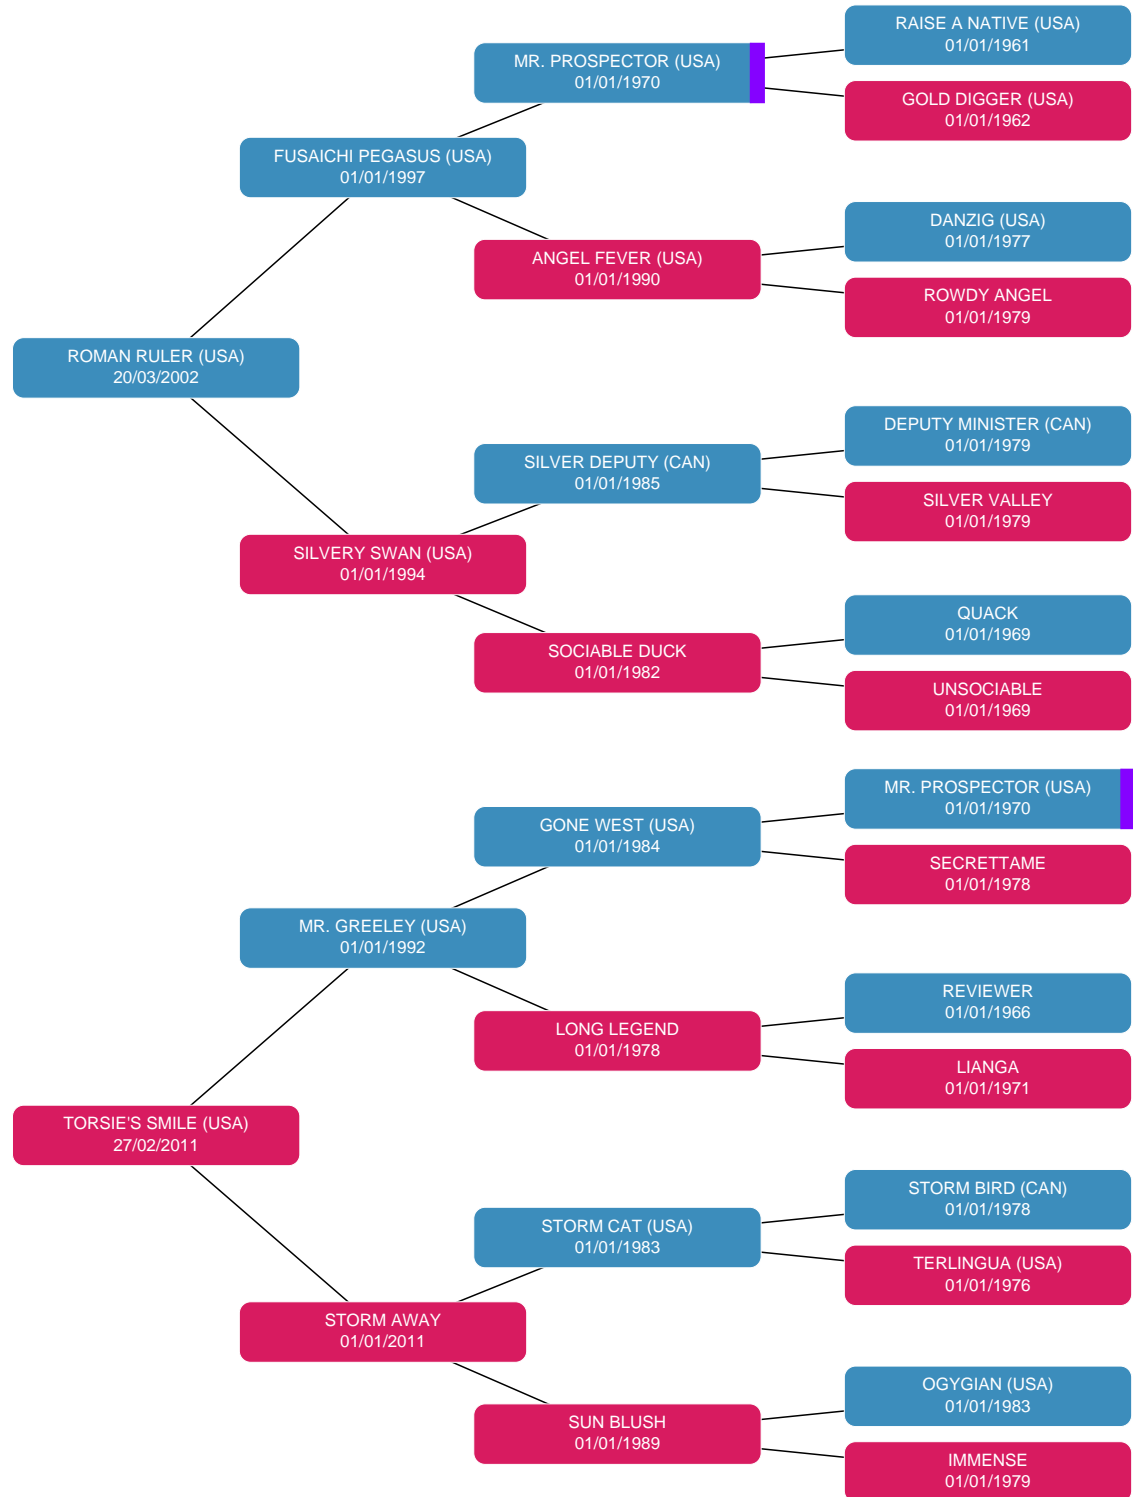 RAISE A NATIVE (USA)
01/01/1961
MR. PROSPECTOR (USA)
01/01/1970
GOLD DIGGER (USA)
01/01/1962
FUSAICHI PEGASUS (USA)
01/01/1997
DANZIG (USA)
01/01/1977
ANGEL FEVER (USA)
01/01/1990
ROWDY ANGEL
01/01/1979
ROMAN RULER (USA)
20/03/2002
DEPUTY MINISTER (CAN)
01/01/1979
SILVER DEPUTY (CAN)
01/01/1985
SILVER VALLEY
01/01/1979
SILVERY SWAN (USA)
01/01/1994
QUACK
01/01/1969
SOCIABLE DUCK
01/01/1982
UNSOCIABLE
01/01/1969
MR. PROSPECTOR (USA)
01/01/1970
GONE WEST (USA)
01/01/1984
SECRETTAME
01/01/1978
MR. GREELEY (USA)
01/01/1992
REVIEWER
01/01/1966
LONG LEGEND
01/01/1978
LIANGA
01/01/1971
TORSIE'S SMILE (USA)
27/02/2011
STORM BIRD (CAN)
01/01/1978
STORM CAT (USA)
01/01/1983
TERLINGUA (USA)
01/01/1976
STORM AWAY
01/01/2011
OGYGIAN (USA)
01/01/1983
SUN BLUSH
01/01/1989
IMMENSE
01/01/1979